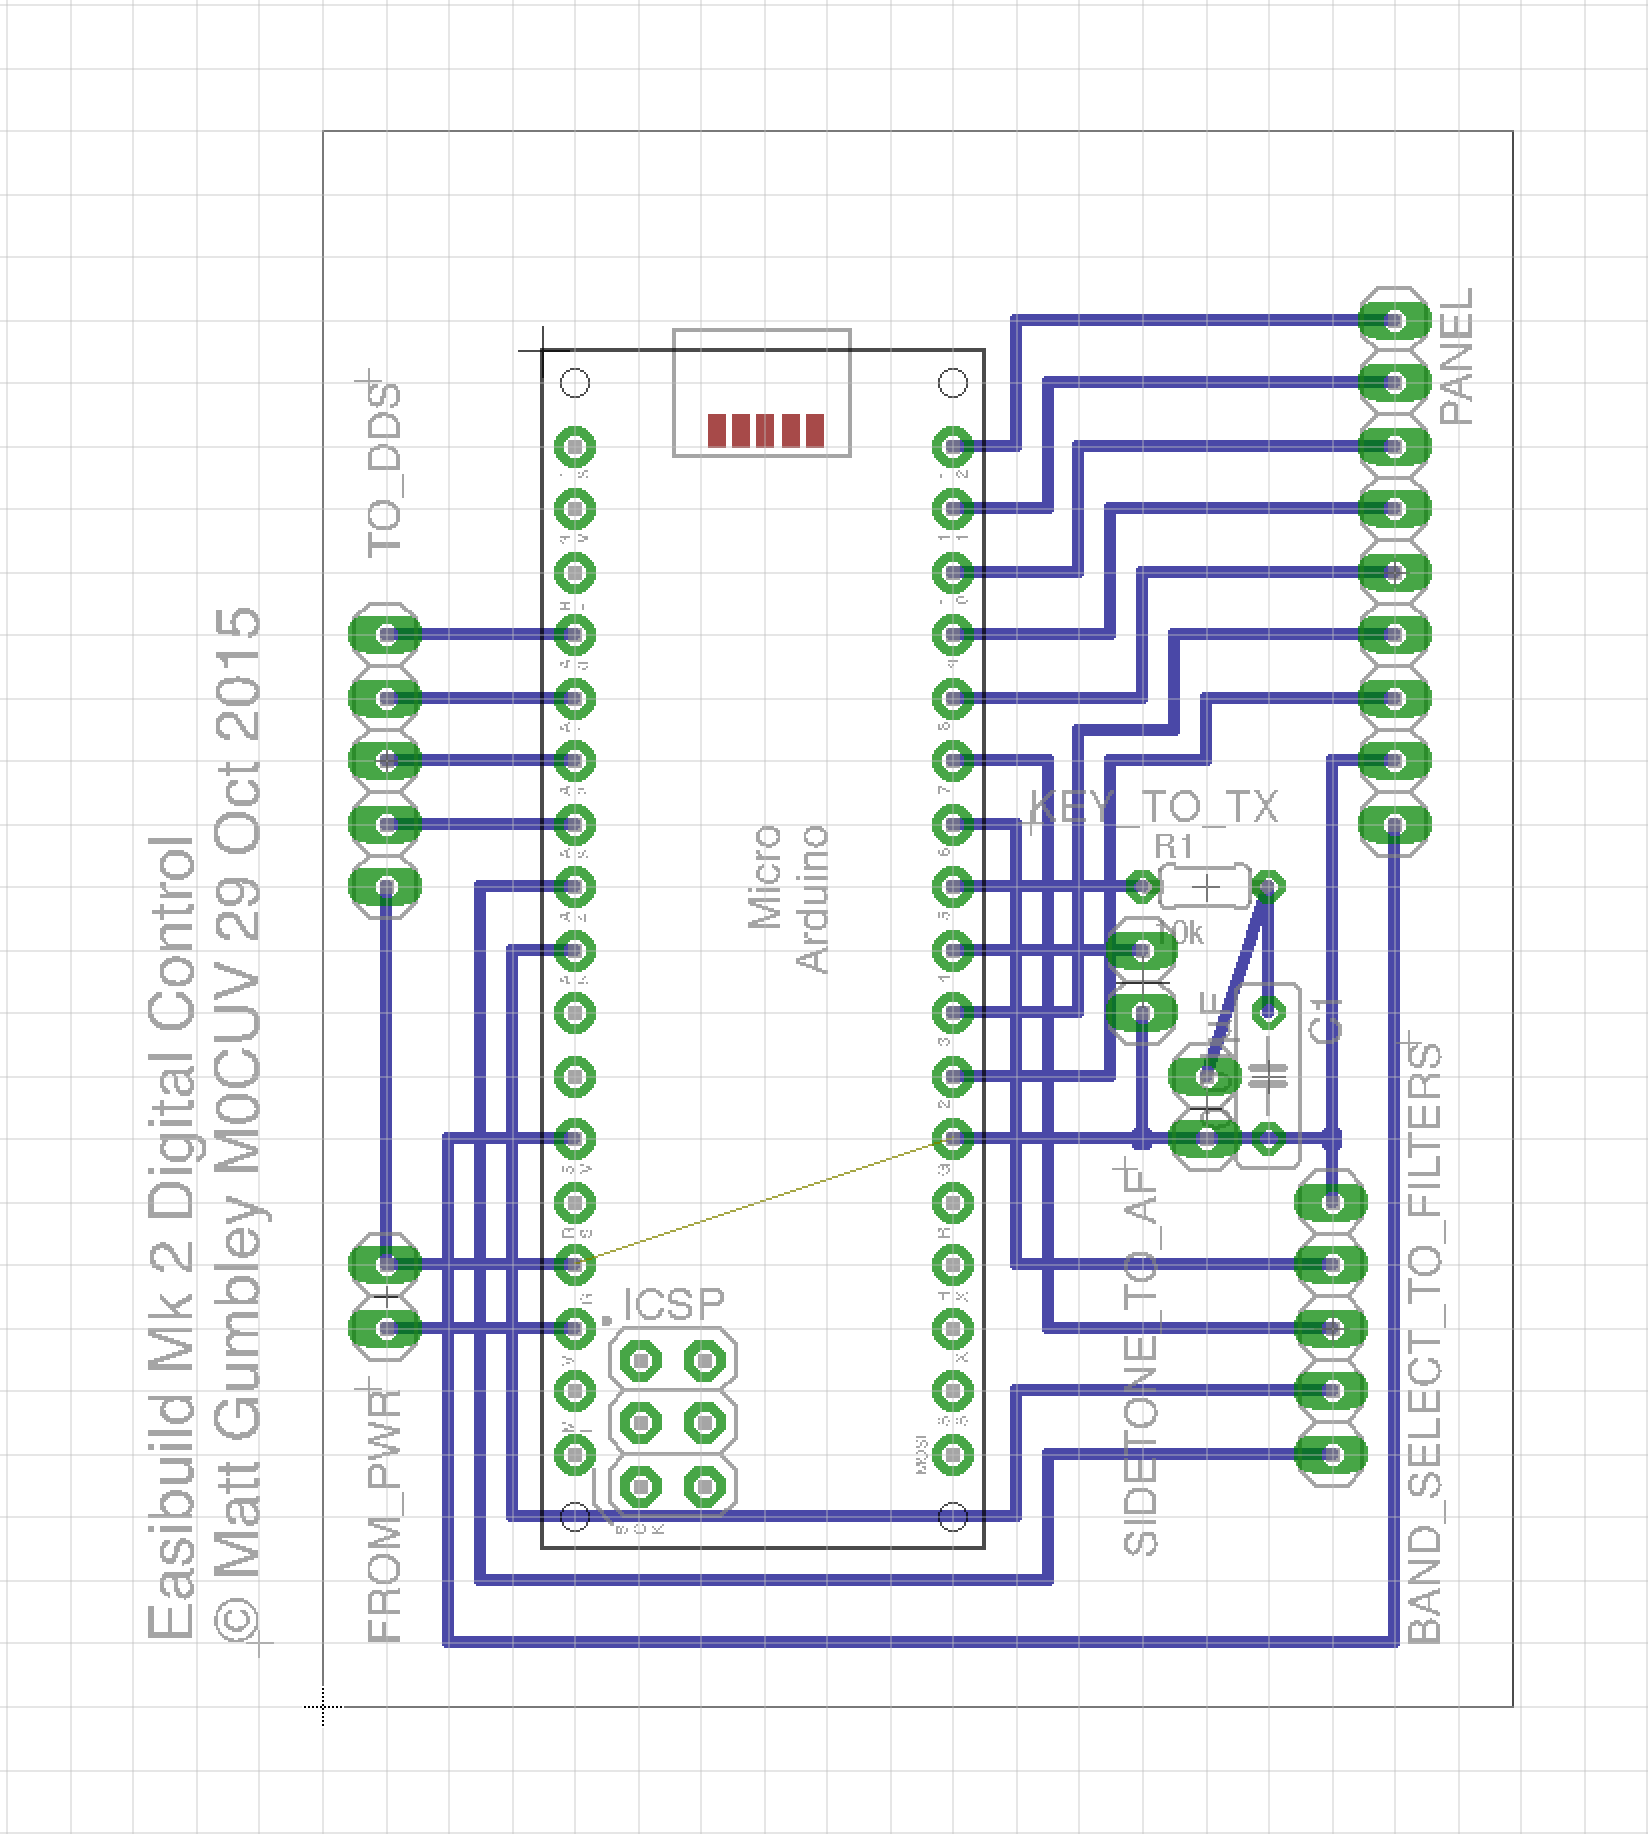 Easibuild Mk 2 Digital Control
© Matt Gumbley M0CUV 29 Oct 2015
TO_DDS
FROM_PWR
Micro
Arduino
ICSP
SCK
MOSI
PANEL
KEY_TO_TX
R1
10k
C1
SIDETONE_TO_AF
BAND_SELECT_TO_FILTERS